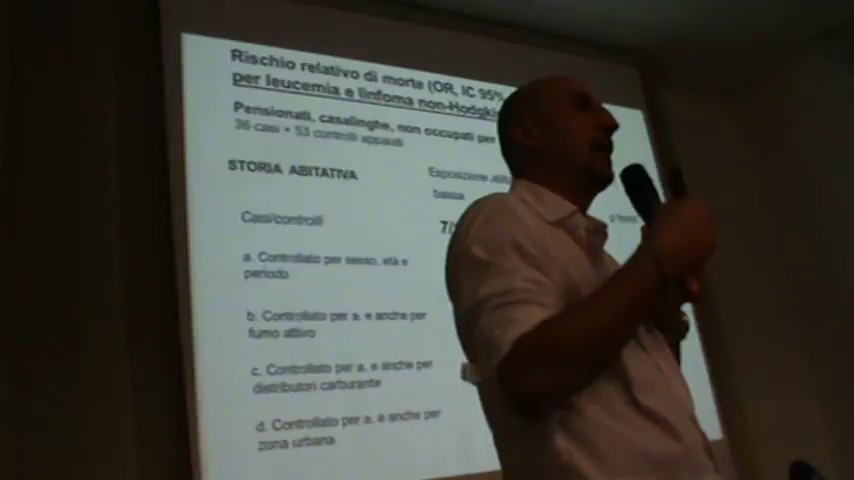 Rischio relativo di morte (OR, IC 95%
per leucemia e linfoma non-Hodgki
Pensionati, casalinghe, non occupati per
36 casi + 53 controlli appaiati
STORIA ABITATIVA
Esposizione
bassa
Casi/controlli
7/
a. Controllato per sesso, età e
periodo
b. Controllato per a. e anche per
fumo attivo
c. Controllato per a. e anche per
distributori carburante
d. Controllato per a. e anche per
zona urbana